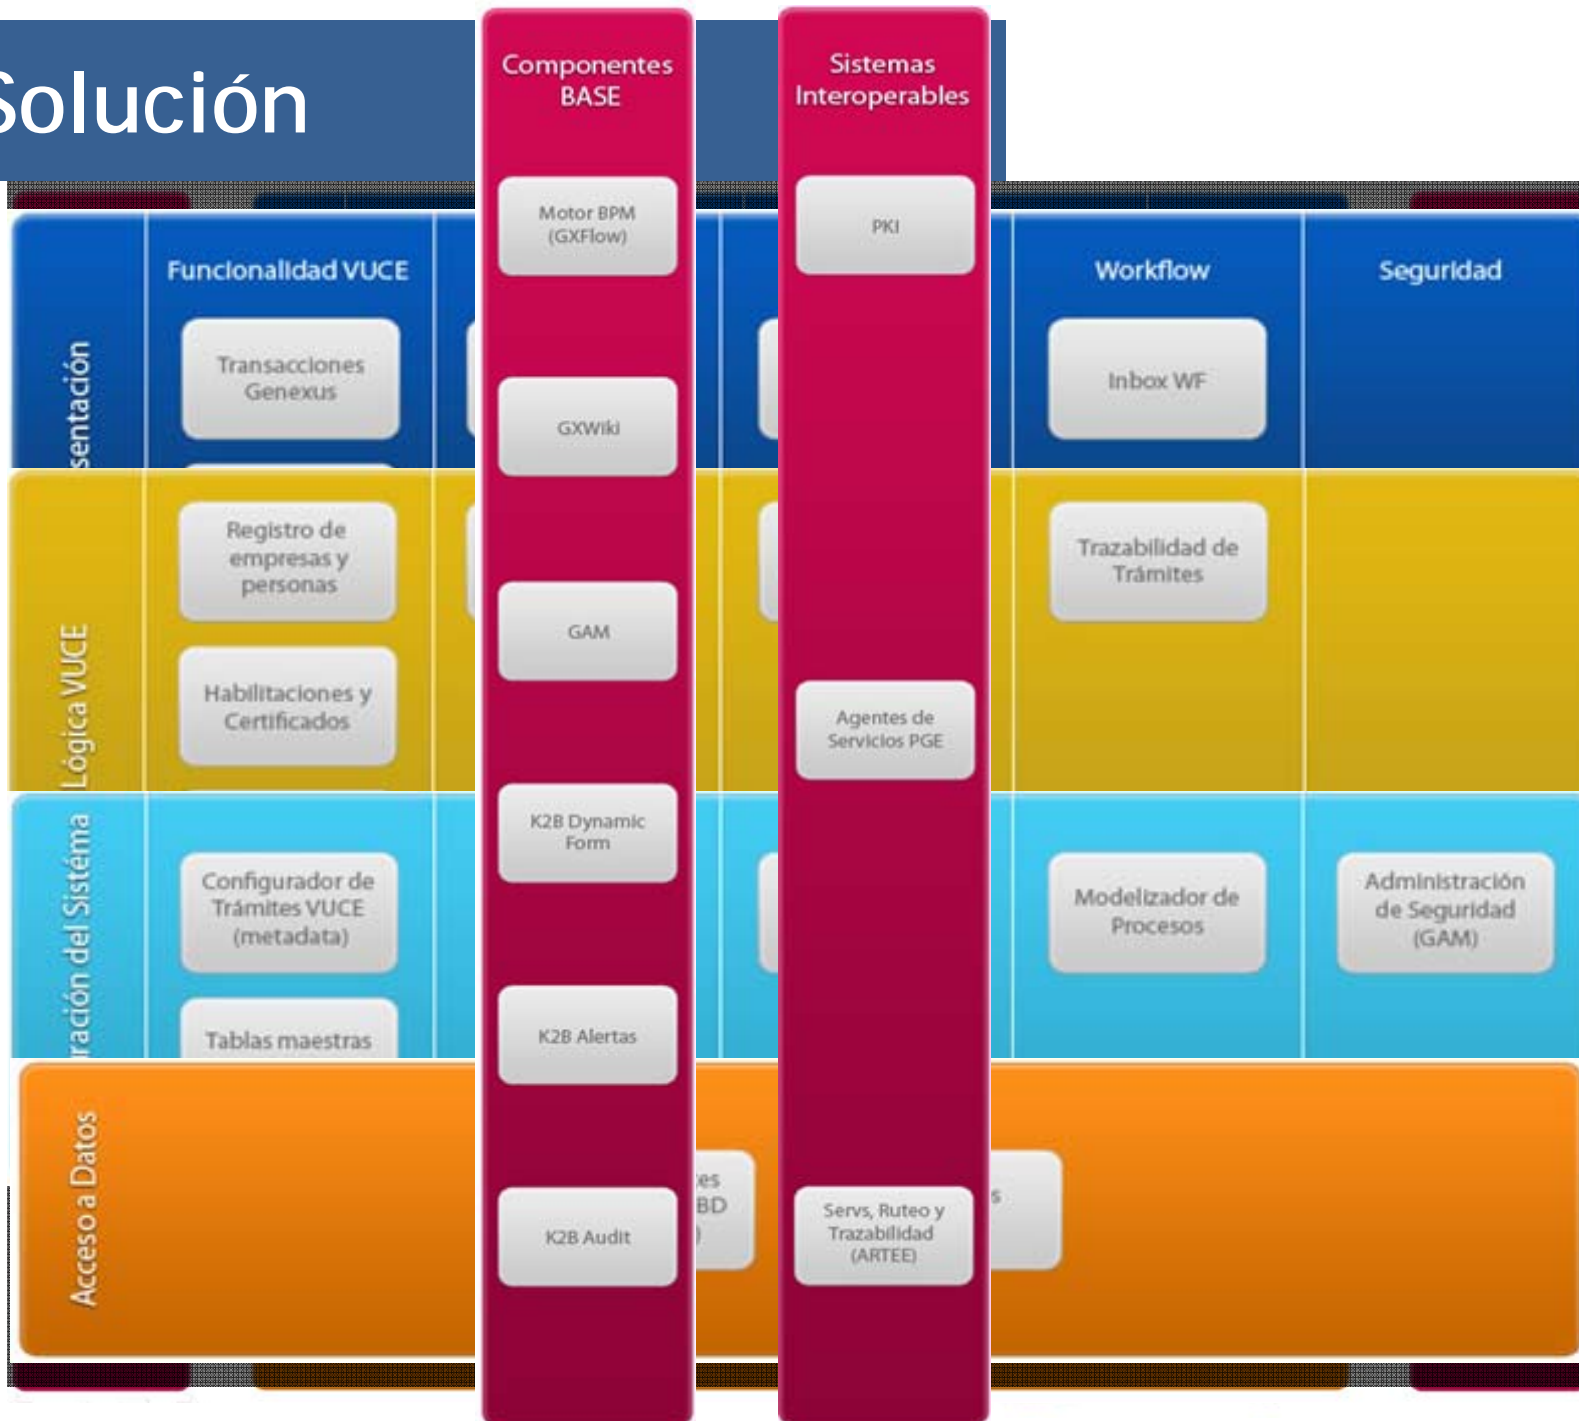 Solución
Componentes
BASE
Motor BPM
(GXFlow)
GXWiki
GAM
K2B Dynamic
Form
K2B Alertas
K2B Audit
Sistemas
Interoperables
PKI
Agentes de
Servicios PGE
Servs, Ruteo y
Trazabilidad
(ARTEE)
sentación
Funcionalidad VUCE
Workflow
Seguridad
Transacciones
Genexus
Inbox WF
Lógica VUCE
Registro de
empresas y
personas
Habilitaciones y
Certificados
Trazabilidad de
Trámites
ración del Sistéma
Configurador de
Trámites VUCE
(metadata)
Tablas maestras
Modelizador de
Procesos
Administración
de Seguridad
(GAM)
Acceso a Datos
es
BD
)
s